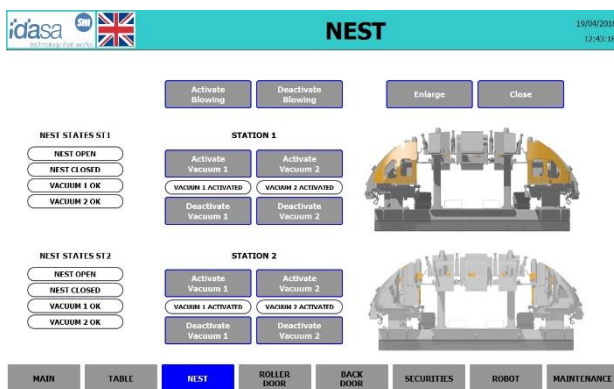 idasa
SMI
technology that works
NEST
19/04/2018
12:43:18
Activate Blowing
Deactivate Blowing
Enlarge
Close
NEST STATES ST1
NEST OPEN
NEST CLOSED
VACUUM 1 OK
VACUUM 2 OK
STATION 1
Activate Vacuum 1
Activate Vacuum 2
VACUUM 1 ACTIVATED
VACUUM 2 ACTIVATED
Deactivate Vacuum 1
Deactivate Vacuum 2
NEST STATES ST2
NEST OPEN
NEST CLOSED
VACUUM 1 OK
VACUUM 2 OK
STATION 2
Activate Vacuum 1
Activate Vacuum 2
VACUUM 1 ACTIVATED
VACUUM 2 ACTIVATED
Deactivate Vacuum 1
Deactivate Vacuum 2
MAIN
TABLE
NEST
ROLLER DOOR
BACK DOOR
SECURITIES
ROBOT
MAINTENANCE